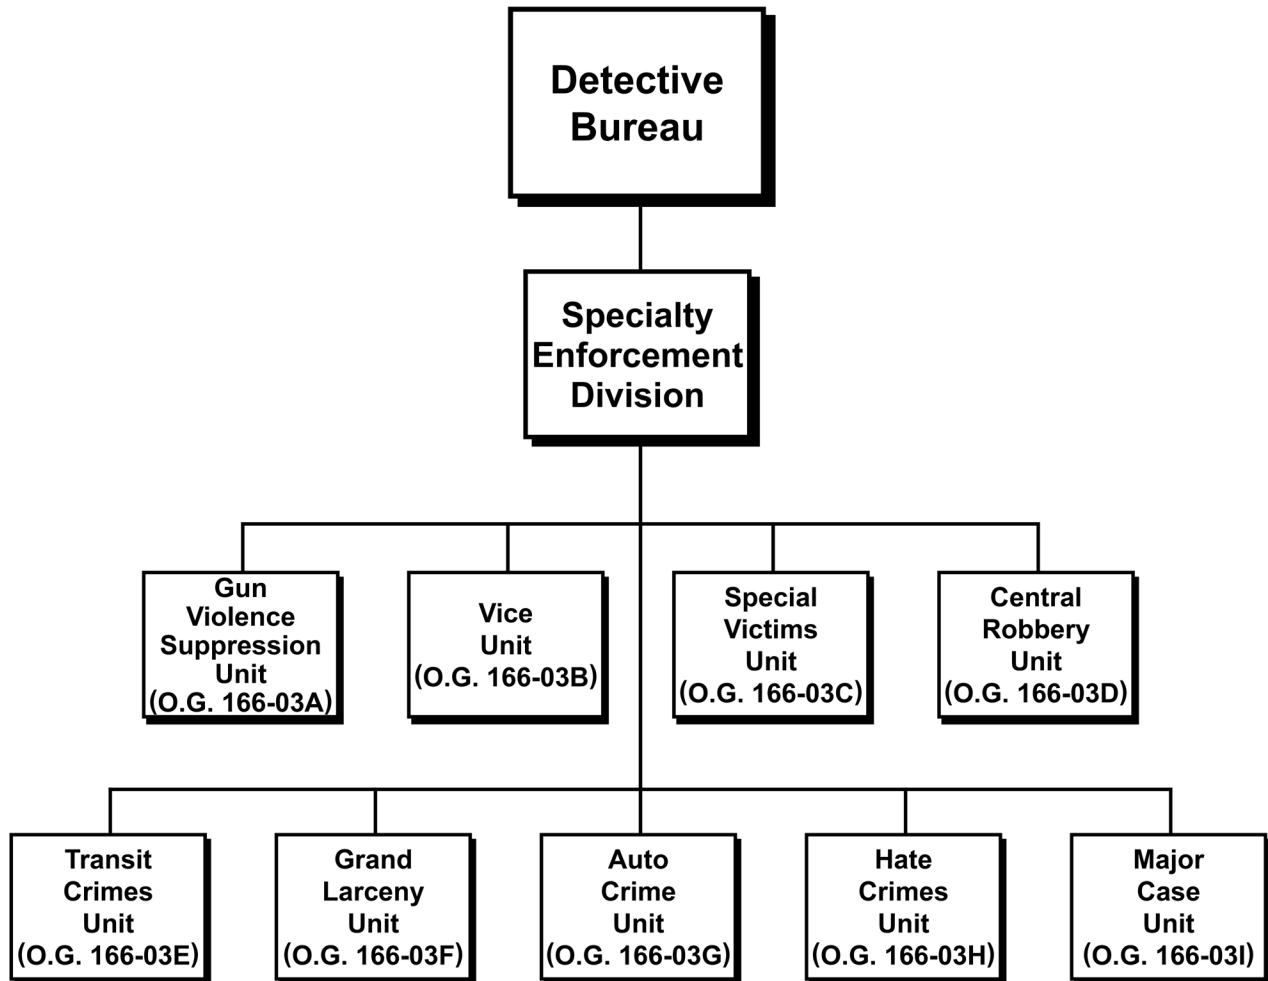 Detective
Bureau
Specialty
Enforcement
Division
Gun
Violence
Suppression
Unit
(O.G. 166-03A)
Vice
Unit
(O.G. 166-03B)
Special
Victims
Unit
(O.G. 166-03C)
Central
Robbery
Unit
(O.G. 166-03D)
Transit
Crimes
Unit
(O.G. 166-03E)
Grand
Larceny
Unit
(O.G. 166-03F)
Auto
Crime
Unit
(O.G. 166-03G)
Hate
Crimes
Unit
(O.G. 166-03H)
Major
Case
Unit
(O.G. 166-03I)